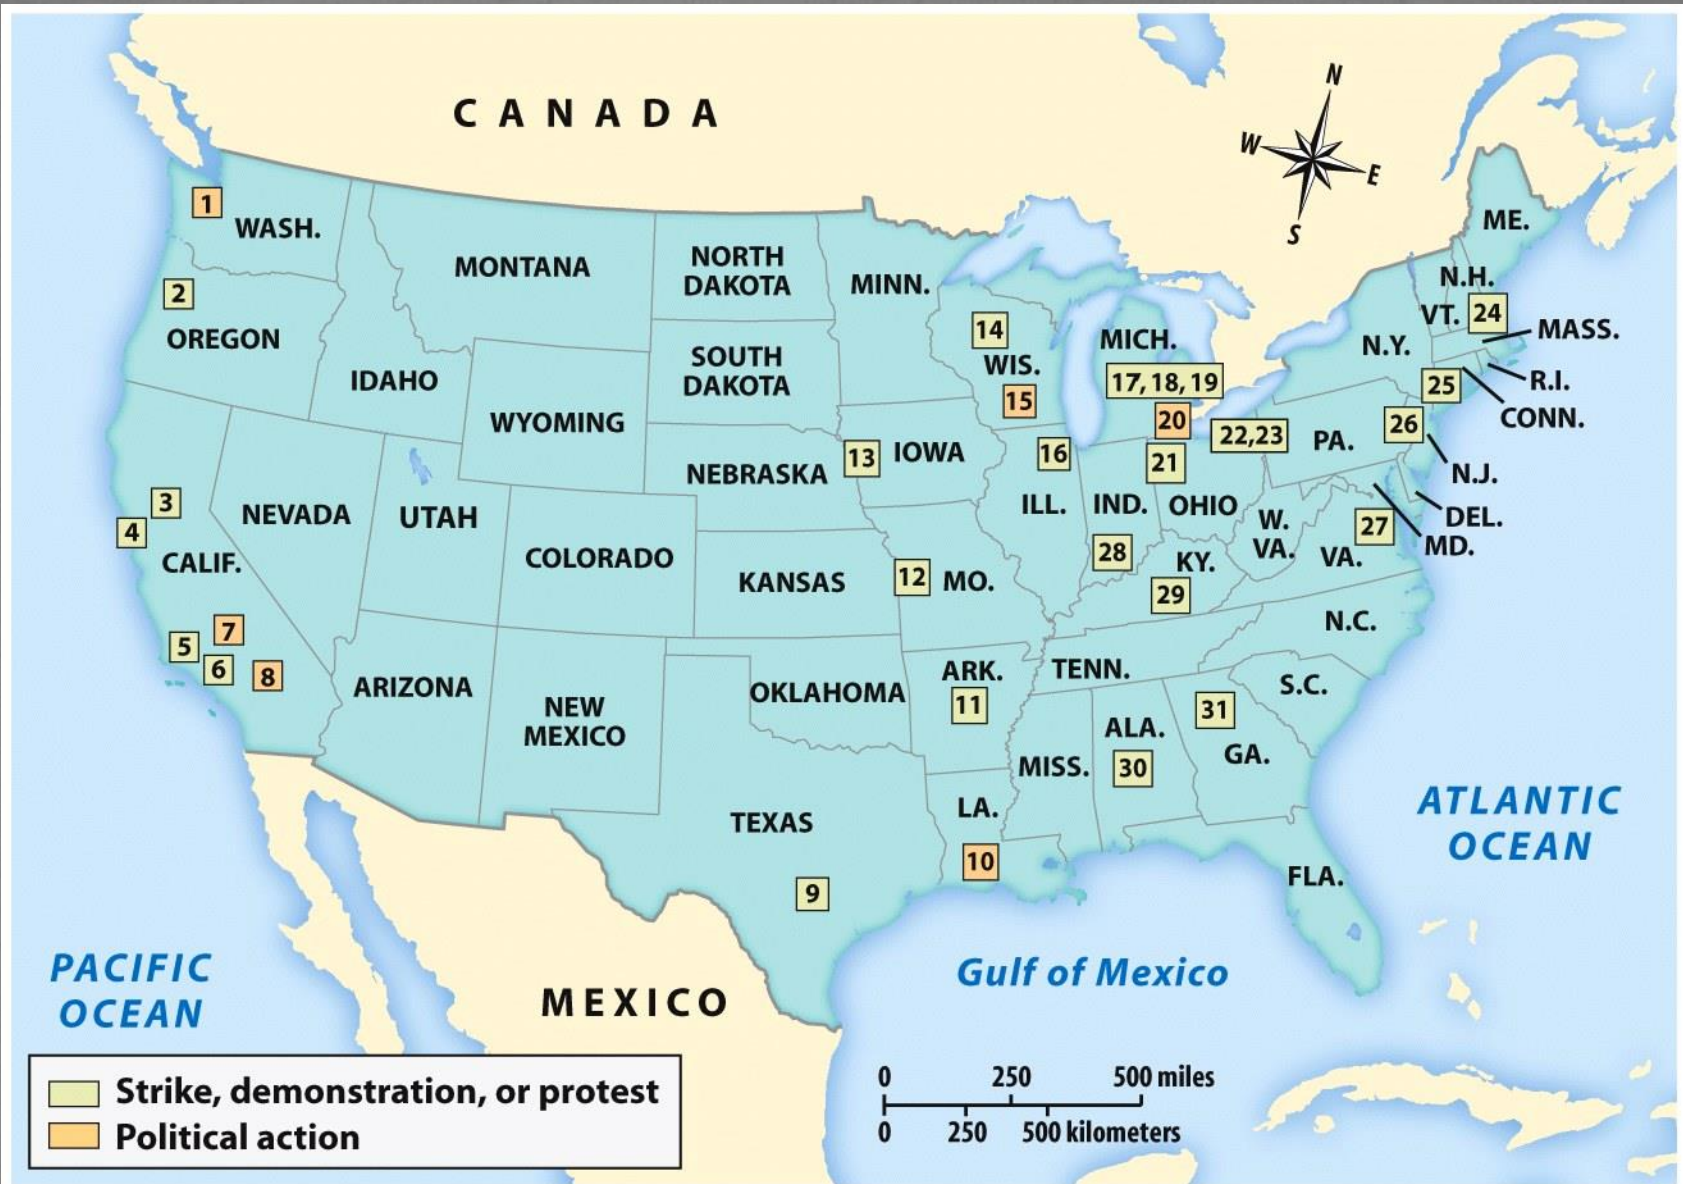 CANADA
N
W
E
S
1
WASH.
MONTANA
NORTH
DAKOTA
MINN.
ME.
2
OREGON
IDAHO
SOUTH
DAKOTA
14
WIS.
15
MICH.
17, 18, 19
20
N.H.
VT.
24
MASS.
N.Y.
R.I.
25
CONN.
WYOMING
NEBRASKA
13
IOWA
16
21
22,23
PA.
26
N.J.
3
4
CALIF.
NEVADA
UTAH
COLORADO
KANSAS
12
MO.
ILL.
IND.
OHIO
28
KY.
29
W.
VA.
VA.
27
DEL.
MD.
5
6
7
8
ARIZONA
NEW
MEXICO
OKLAHOMA
ARK.
11
TENN.
N.C.
S.C.
31
GA.
ALA.
30
MISS.
LA.
10
TEXAS
9
FLA.
ATLANTIC
OCEAN
PACIFIC
OCEAN
MEXICO
Gulf of Mexico
Strike, demonstration, or protest
Political action
0 250 500 miles
0 250 500 kilometers